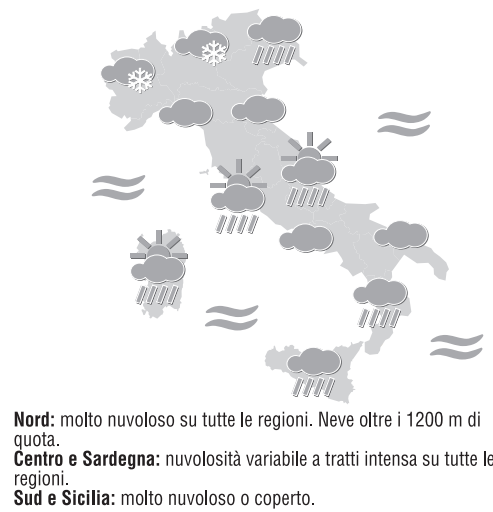 Nord: molto nuvoloso su tutte le regioni. Neve oltre i 1200 m di
quota.
Centro e Sardegna: nuvolosità variabile a tratti intensa su tutte le
regioni.
Sud e Sicilia: molto nuvoloso o coperto.